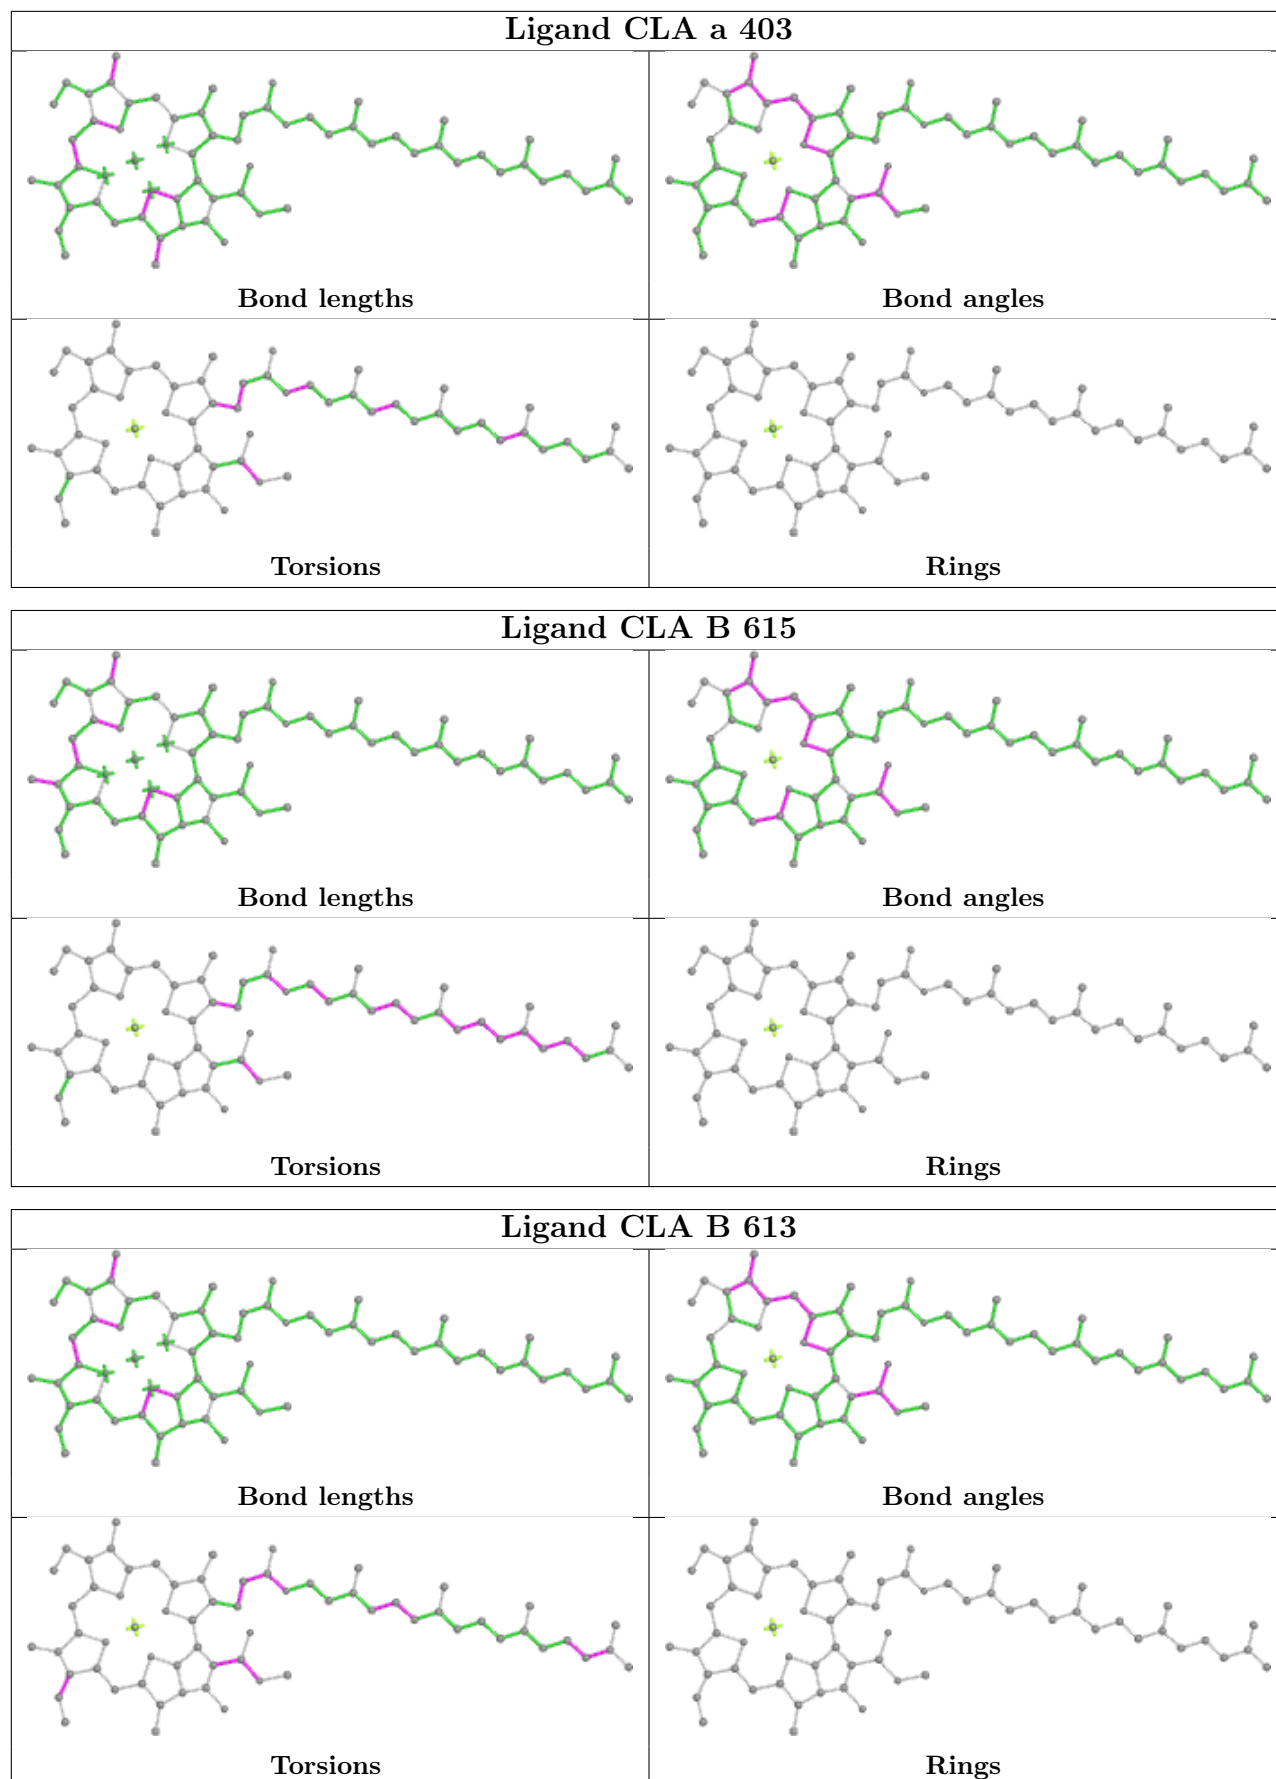 Ligand CLA a 403
Bond lengths
Bond angles
Torsions
Rings
Ligand CLA B 615
Bond lengths
Bond angles
Torsions
Rings
Ligand CLA B 613
Bond lengths
Bond angles
Torsions
Rings